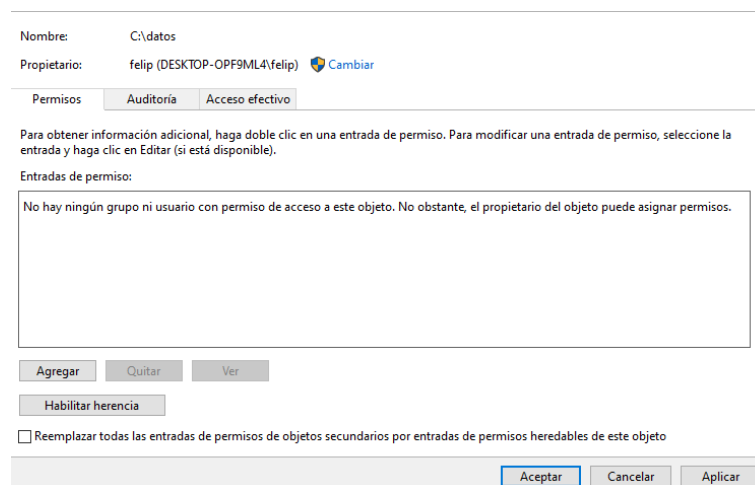 Nombre: C:\datos
Propietario: felip (DESKTOP-OPF9ML4\felip) Cambiar
Permisos Auditoría Acceso efectivo
Para obtener información adicional, haga doble clic en una entrada de permiso. Para modificar una entrada de permiso, seleccione la
entrada y haga clic en Editar (si está disponible).
Entradas de permiso:
No hay ningún grupo ni usuario con permiso de acceso a este objeto. No obstante, el propietario del objeto puede asignar permisos.
Agregar Quitar Ver
Habilitar herencia
Reemplazar todas las entradas de permisos de objetos secundarios por entradas de permisos heredables de este objeto
Aceptar Cancelar Aplicar